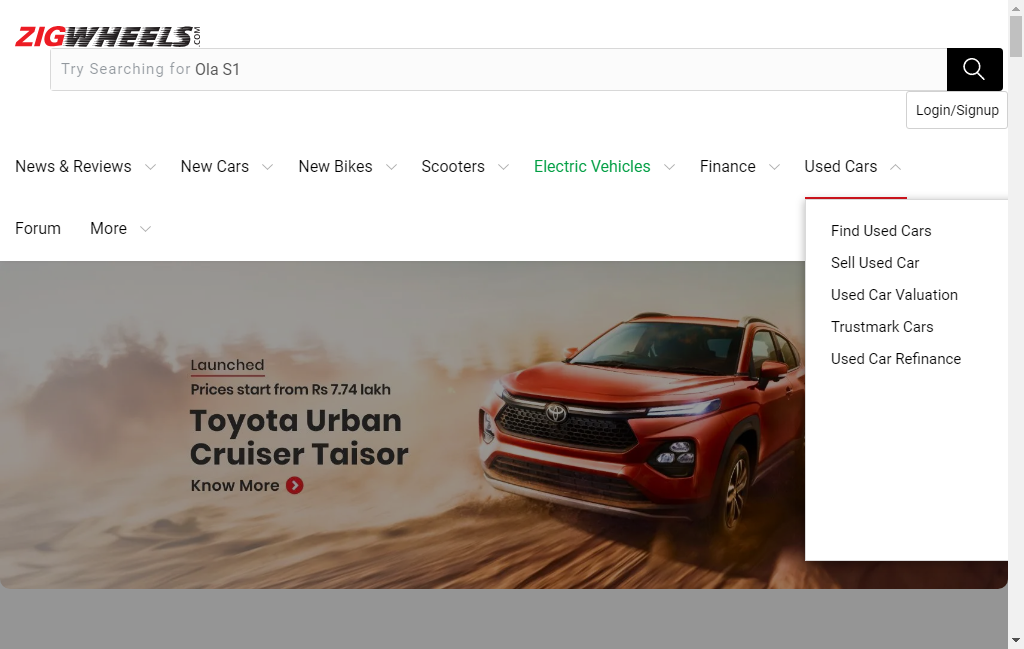 ZIGWHEELS.COM
Try Searching for Ola S1
Login/Signup
News & Reviews New Cars New Bikes Scooters Electric Vehicles Finance Used Cars
Forum More
Find Used Cars
Sell Used Car
Used Car Valuation
Trustmark Cars
Used Car Refinance
Launched
Prices start from Rs 7.74 lakh
Toyota Urban
Cruiser Taisor
Know More